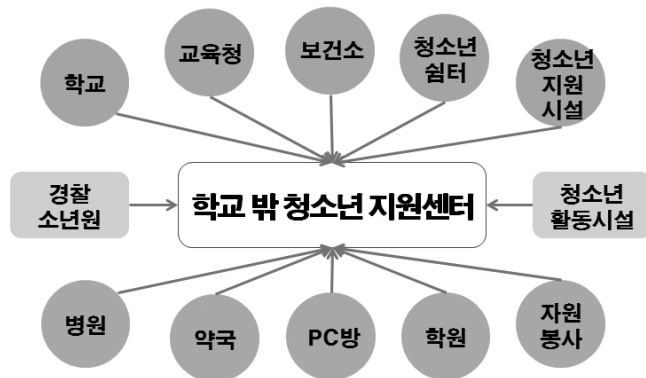 학교
교육청
보건소
청소년
쉼터
청소년
지원
시설
경찰
소년원
학교 밖 청소년 지원센터
청소년
활동시설
병원
약국
PC방
학원
자원
봉사